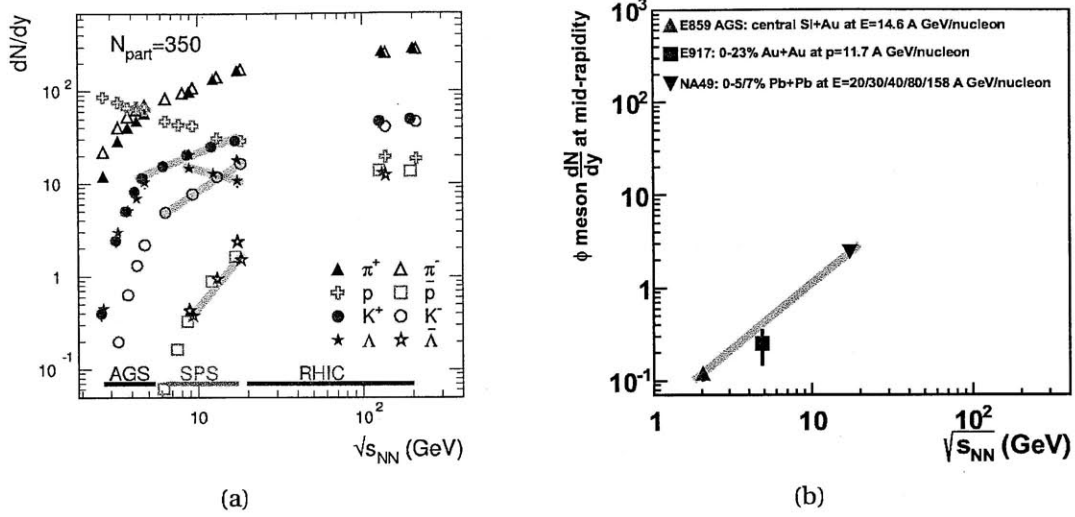 dN/dy
N_part=350
10²
10
1
10⁻¹
π⁺ π⁻
p p̄
K⁺ K⁻
Λ Λ̄
AGS SPS RHIC
10 10²
√s_NN (GeV)
(a)
ϕ meson dN/dy at mid-rapidity
10³
10²
10
1
10⁻¹
E859 AGS: central Si+Au at E=14.6 A GeV/nucleon
E917: 0-23% Au+Au at p=11.7 A GeV/nucleon
NA49: 0-5/7% Pb+Pb at E=20/30/40/80/158 A GeV/nucleon
1 10 10²
√s_NN (GeV)
(b)